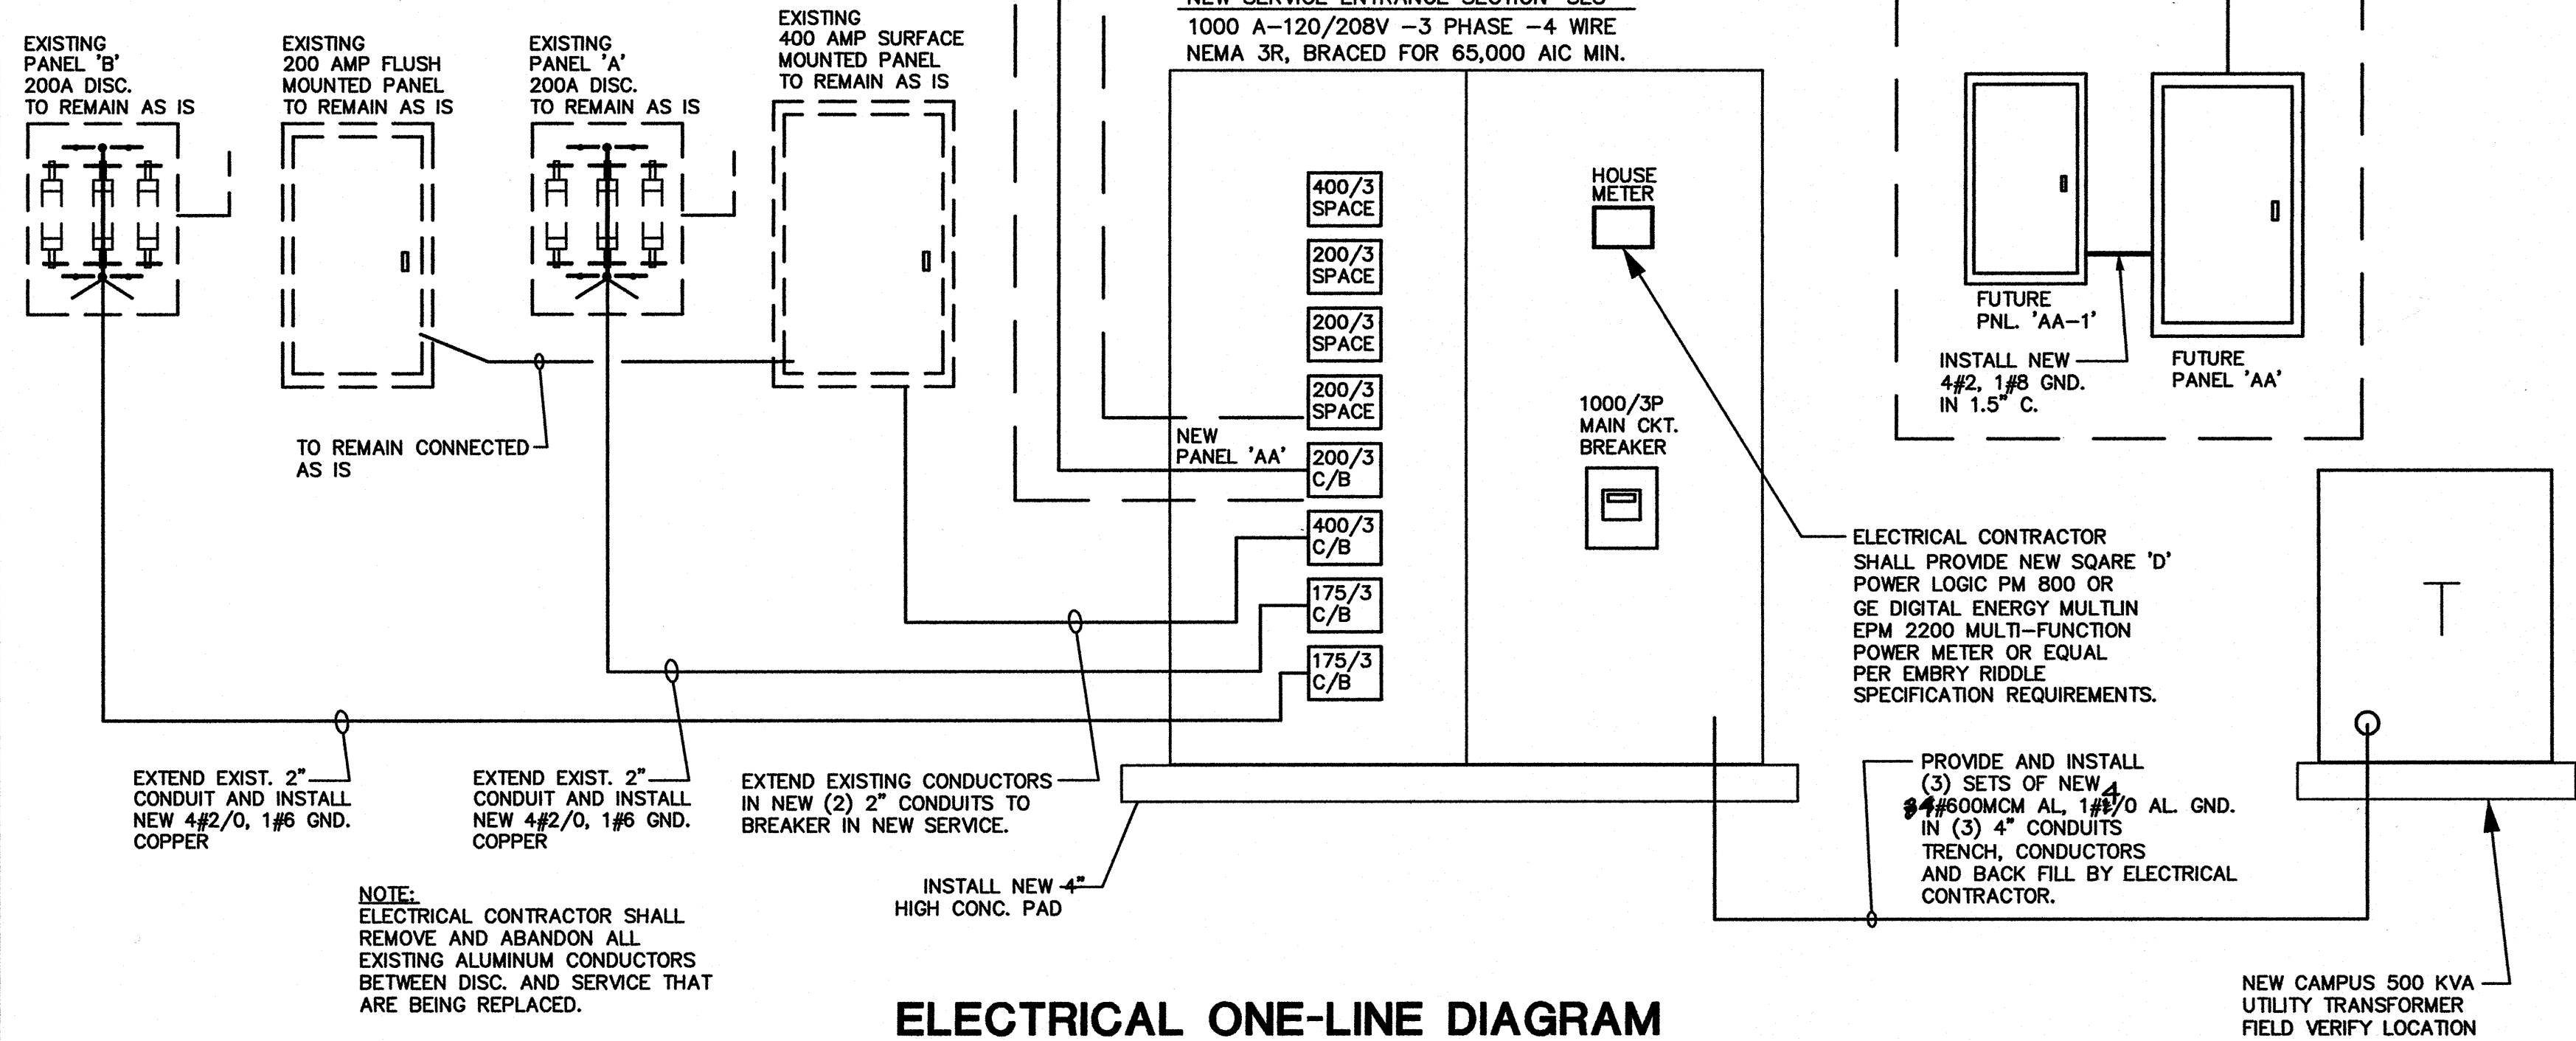 NEW SERVICE ENTRANCE SECTION 'SES'
1000 A-120/208V -3 PHASE -4 WIRE
NEMA 3R, BRACED FOR 65,000 AIC MIN.
EXISTING
PANEL 'B'
200A DISC.
TO REMAIN AS IS
EXISTING
200 AMP FLUSH
MOUNTED PANEL
TO REMAIN AS IS
EXISTING
PANEL 'A'
200A DISC.
TO REMAIN AS IS
EXISTING
400 AMP SURFACE
MOUNTED PANEL
TO REMAIN AS IS
400/3
SPACE
200/3
SPACE
200/3
SPACE
200/3
SPACE
NEW
PANEL 'AA'
200/3
C/B
400/3
C/B
175/3
C/B
175/3
C/B
HOUSE
METER
1000/3P
MAIN CKT.
BREAKER
FUTURE
PNL. 'AA-1'
INSTALL NEW
4#2, 1#8 GND.
IN 1.5" C.
FUTURE
PANEL 'AA'
TO REMAIN CONNECTED
AS IS
ELECTRICAL CONTRACTOR
SHALL PROVIDE NEW SQARE 'D'
POWER LOGIC PM 800 OR
GE DIGITAL ENERGY MULTLIN
EPM 2200 MULTI-FUNCTION
POWER METER OR EQUAL
PER EMBRY RIDDLE
SPECIFICATION REQUIREMENTS.
T
EXTEND EXIST. 2"
CONDUIT AND INSTALL
NEW 4#2/0, 1#6 GND.
COPPER
EXTEND EXIST. 2"
CONDUIT AND INSTALL
NEW 4#2/0, 1#6 GND.
COPPER
EXTEND EXISTING CONDUCTORS
IN NEW (2) 2" CONDUITS TO
BREAKER IN NEW SERVICE.
INSTALL NEW 4"
HIGH CONC. PAD
PROVIDE AND INSTALL
(3) SETS OF NEW
4#600MCM AL, 1#4/0 AL. GND.
IN (3) 4" CONDUITS
TRENCH, CONDUCTORS
AND BACK FILL BY ELECTRICAL
CONTRACTOR.
NOTE:
ELECTRICAL CONTRACTOR SHALL
REMOVE AND ABANDON ALL
EXISTING ALUMINUM CONDUCTORS
BETWEEN DISC. AND SERVICE THAT
ARE BEING REPLACED.
NEW CAMPUS 500 KVA
UTILITY TRANSFORMER
FIELD VERIFY LOCATION
ELECTRICAL ONE-LINE DIAGRAM